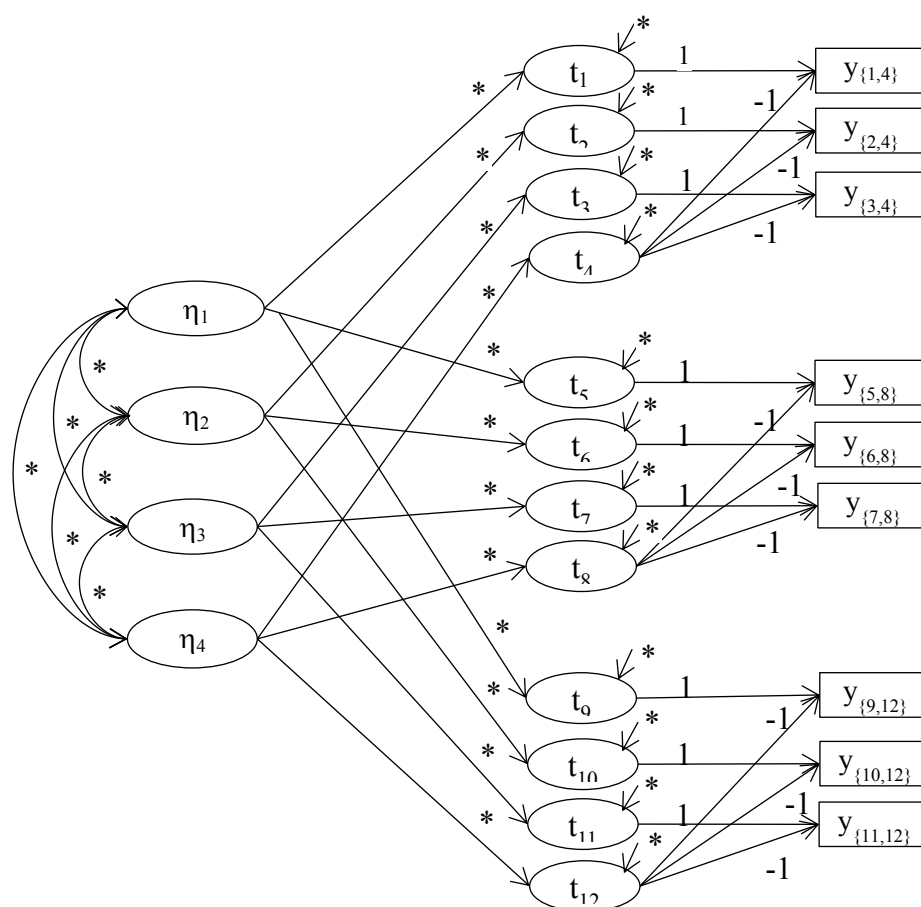 *
t₁
1
y{1,4}
*
*
-1
t₂
1
y{2,4}
*
*
-1
t₃
1
y{3,4}
*
*
-1
t₄
*
η₁
*
*
*
t₅
1
y{5,8}
*
η₂
*
*
-1
t₆
1
y{6,8}
*
*
*
-1
t₇
1
y{7,8}
*
*
η₃
*
-1
t₈
*
*
η₄
*
*
t₉
1
y{9,12}
*
*
-1
t₁₀
1
y{10,12}
*
*
-1
t₁₁
1
y{11,12}
*
*
-1
t₁₂